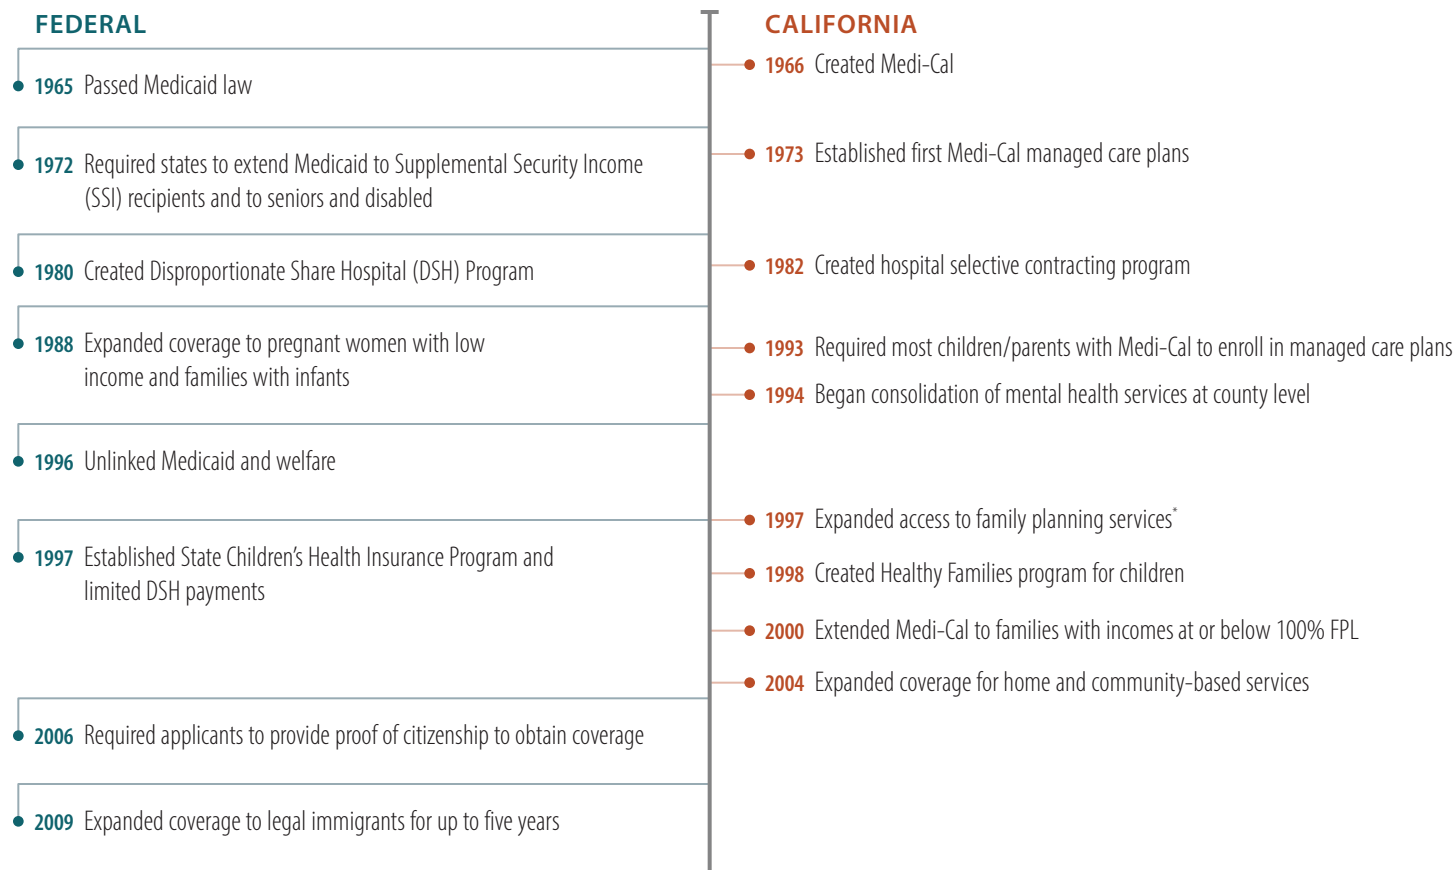 FEDERAL
1965 Passed Medicaid law
1972 Required states to extend Medicaid to Supplemental Security Income
(SSI) recipients and to seniors and disabled
1980 Created Disproportionate Share Hospital (DSH) Program
1988 Expanded coverage to pregnant women with low
income and families with infants
1996 Unlinked Medicaid and welfare
1997 Established State Children's Health Insurance Program and
limited DSH payments
2006 Required applicants to provide proof of citizenship to obtain coverage
2009 Expanded coverage to legal immigrants for up to five years
CALIFORNIA
1966 Created Medi-Cal
1973 Established first Medi-Cal managed care plans
1982 Created hospital selective contracting program
1993 Required most children/parents with Medi-Cal to enroll in managed care plans
1994 Began consolidation of mental health services at county level
1997 Expanded access to family planning services*
1998 Created Healthy Families program for children
2000 Extended Medi-Cal to families with incomes at or below 100% FPL
2004 Expanded coverage for home and community-based services